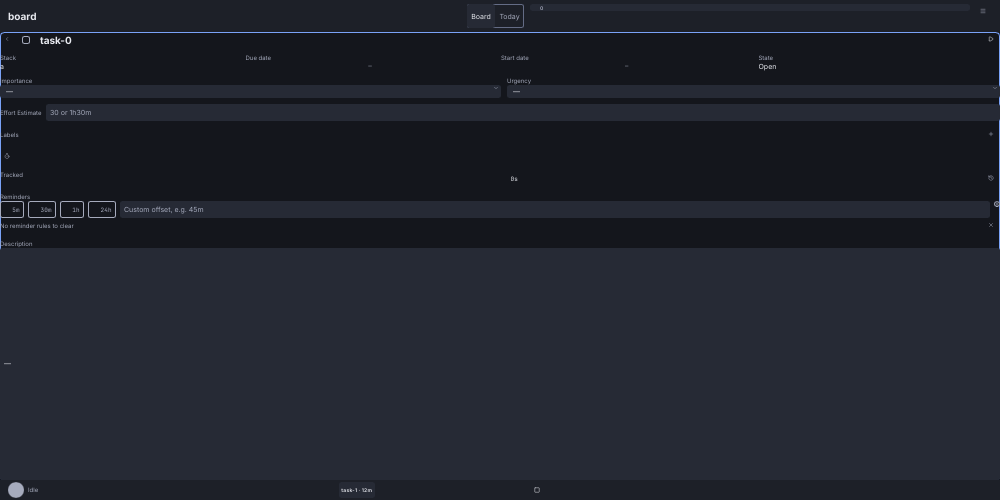 board
Board Today 0
task-0
Stack Due date Start date State
a – – Open
Importance Urgency
— —
Effort Estimate 30 or 1h30m
Labels
Tracked
0s
Reminders
5m 30m 1h 24h Custom offset, e.g. 45m
No reminder rules to clear
Description
—
Idle task-1 · 12m